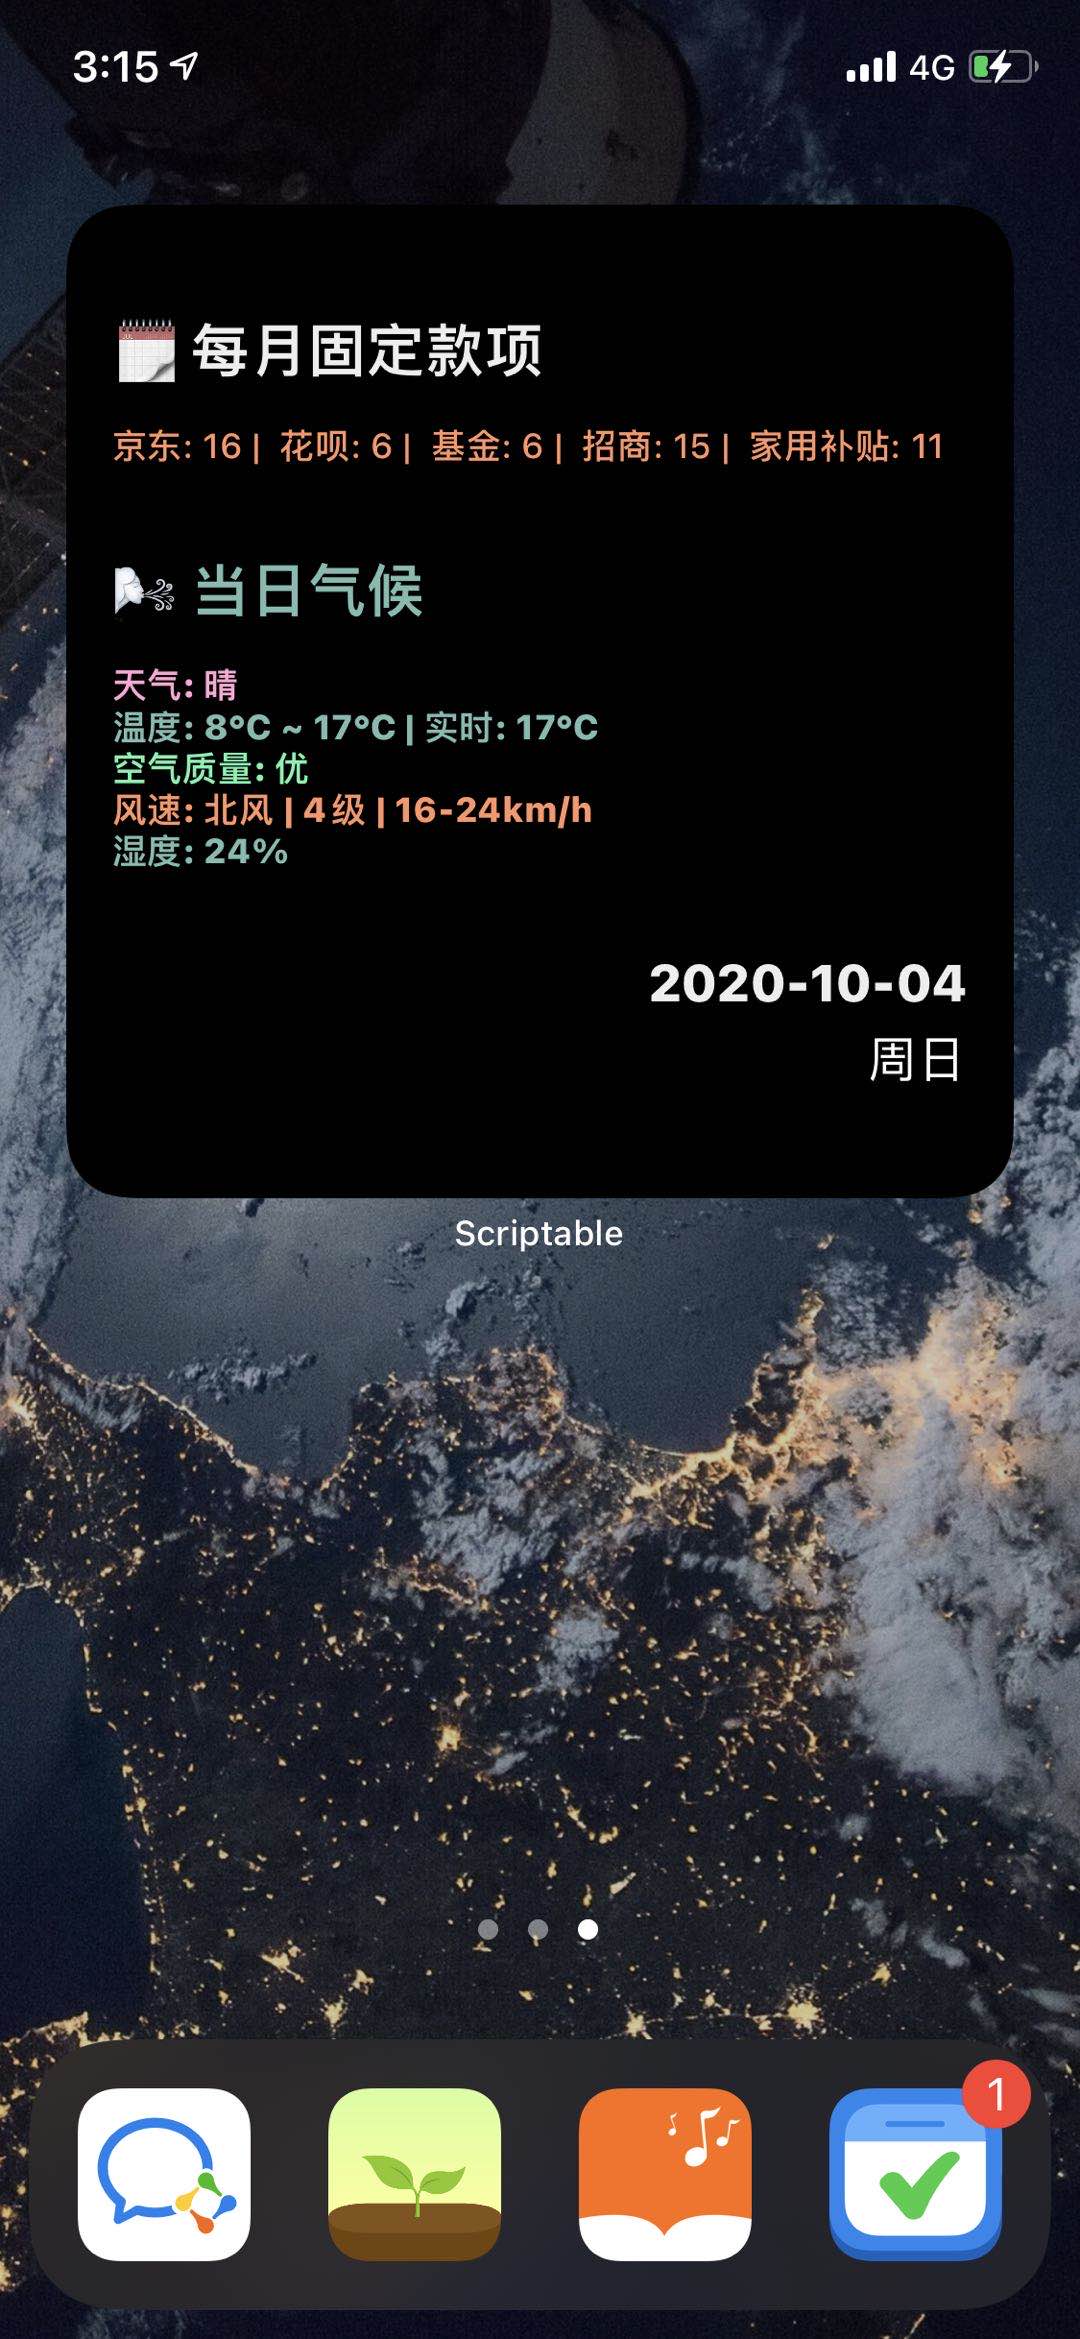 3:15 4G
每月固定款项
京东: 16 | 花呗: 6 | 基金: 6 | 招商: 15 | 家用补贴: 11
当日气候
天气: 晴
温度: 8°C ~ 17°C | 实时: 17°C
空气质量: 优
风速: 北风 | 4级 | 16-24km/h
湿度: 24%
2020-10-04
周日
Scriptable
1